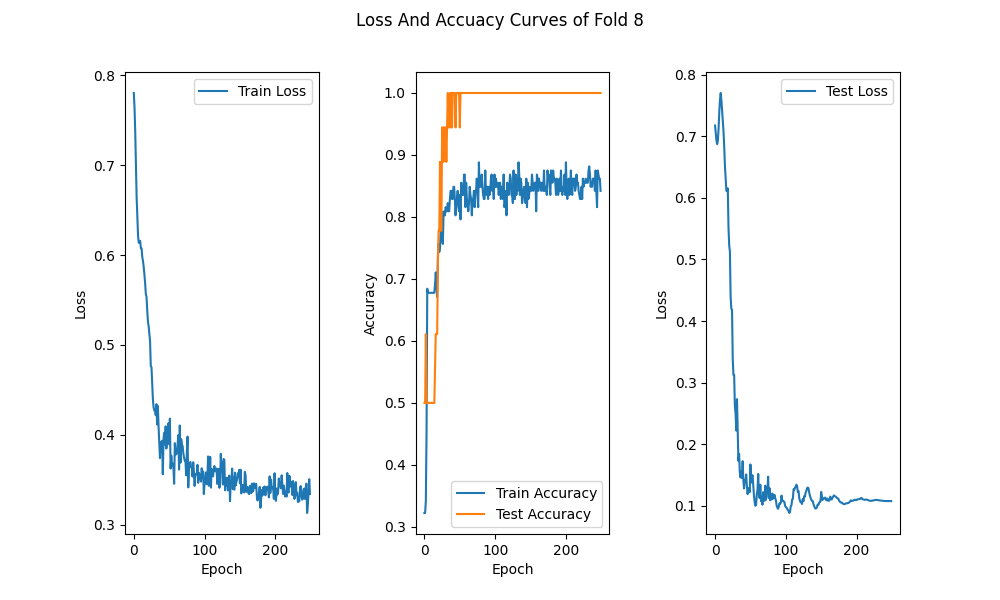 Loss And Accuacy Curves of Fold 8
0.8
0.7
0.6
0.5
0.4
0.3
Loss
0 100 200
Epoch
Train Loss
1.0
0.9
0.8
0.7
0.6
0.5
0.4
0.3
Accuracy
0 100 200
Epoch
Train Accuracy
Test Accuracy
0.8
0.7
0.6
0.5
0.4
0.3
0.2
0.1
Loss
0 100 200
Epoch
Test Loss